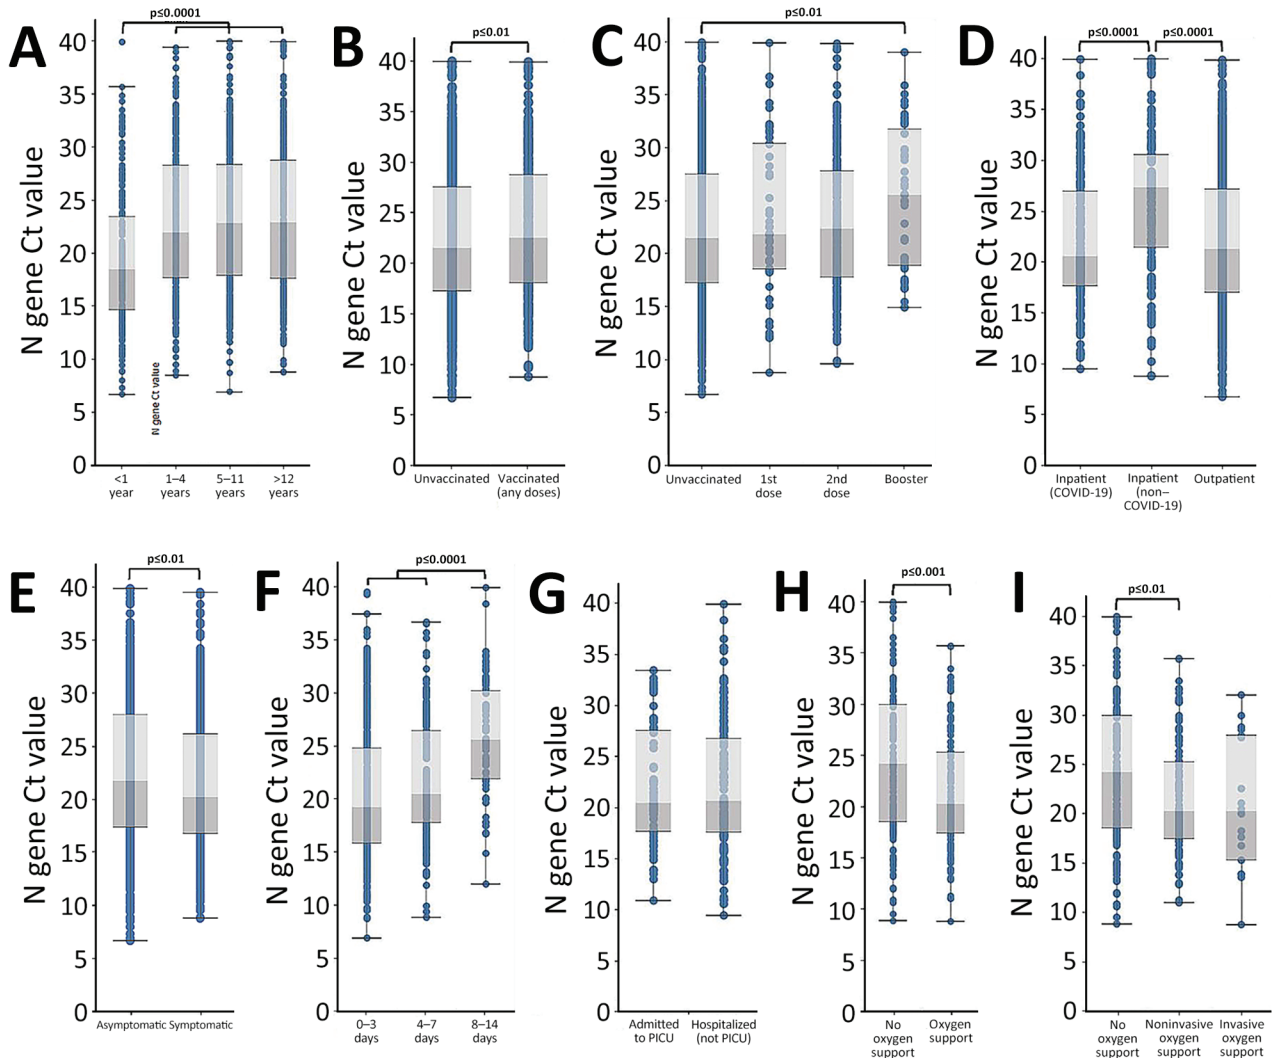 A
p≤0.0001
N gene Ct value
40
35
30
25
20
15
10
5
0
N gene Ct value
<1 year
1–4 years
5–11 years
>12 years
B
p≤0.01
N gene Ct value
40
35
30
25
20
15
10
5
0
Unvaccinated
Vaccinated
(any doses)
C
p≤0.01
N gene Ct value
40
35
30
25
20
15
10
5
0
Unvaccinated
1st
dose
2nd
dose
Booster
D
p≤0.0001
p≤0.0001
N gene Ct value
40
35
30
25
20
15
10
5
0
Inpatient
(COVID-19)
Inpatient
(non–
COVID-19)
Outpatient
E
p≤0.01
N gene Ct value
40
35
30
25
20
15
10
5
0
Asymptomatic
Symptomatic
F
p≤0.0001
N gene Ct value
40
35
30
25
20
15
10
5
0
0–3
days
4–7
days
8–14
days
G
N gene Ct value
40
35
30
25
20
15
10
5
0
Admitted
to PICU
Hospitalized
(not PICU)
H
p≤0.001
N gene Ct value
40
35
30
25
20
15
10
5
0
No
oxygen
support
Oxygen
support
I
p≤0.01
N gene Ct value
40
35
30
25
20
15
10
5
0
No
oxygen
support
Noninvasive
oxygen
support
Invasive
oxygen
support